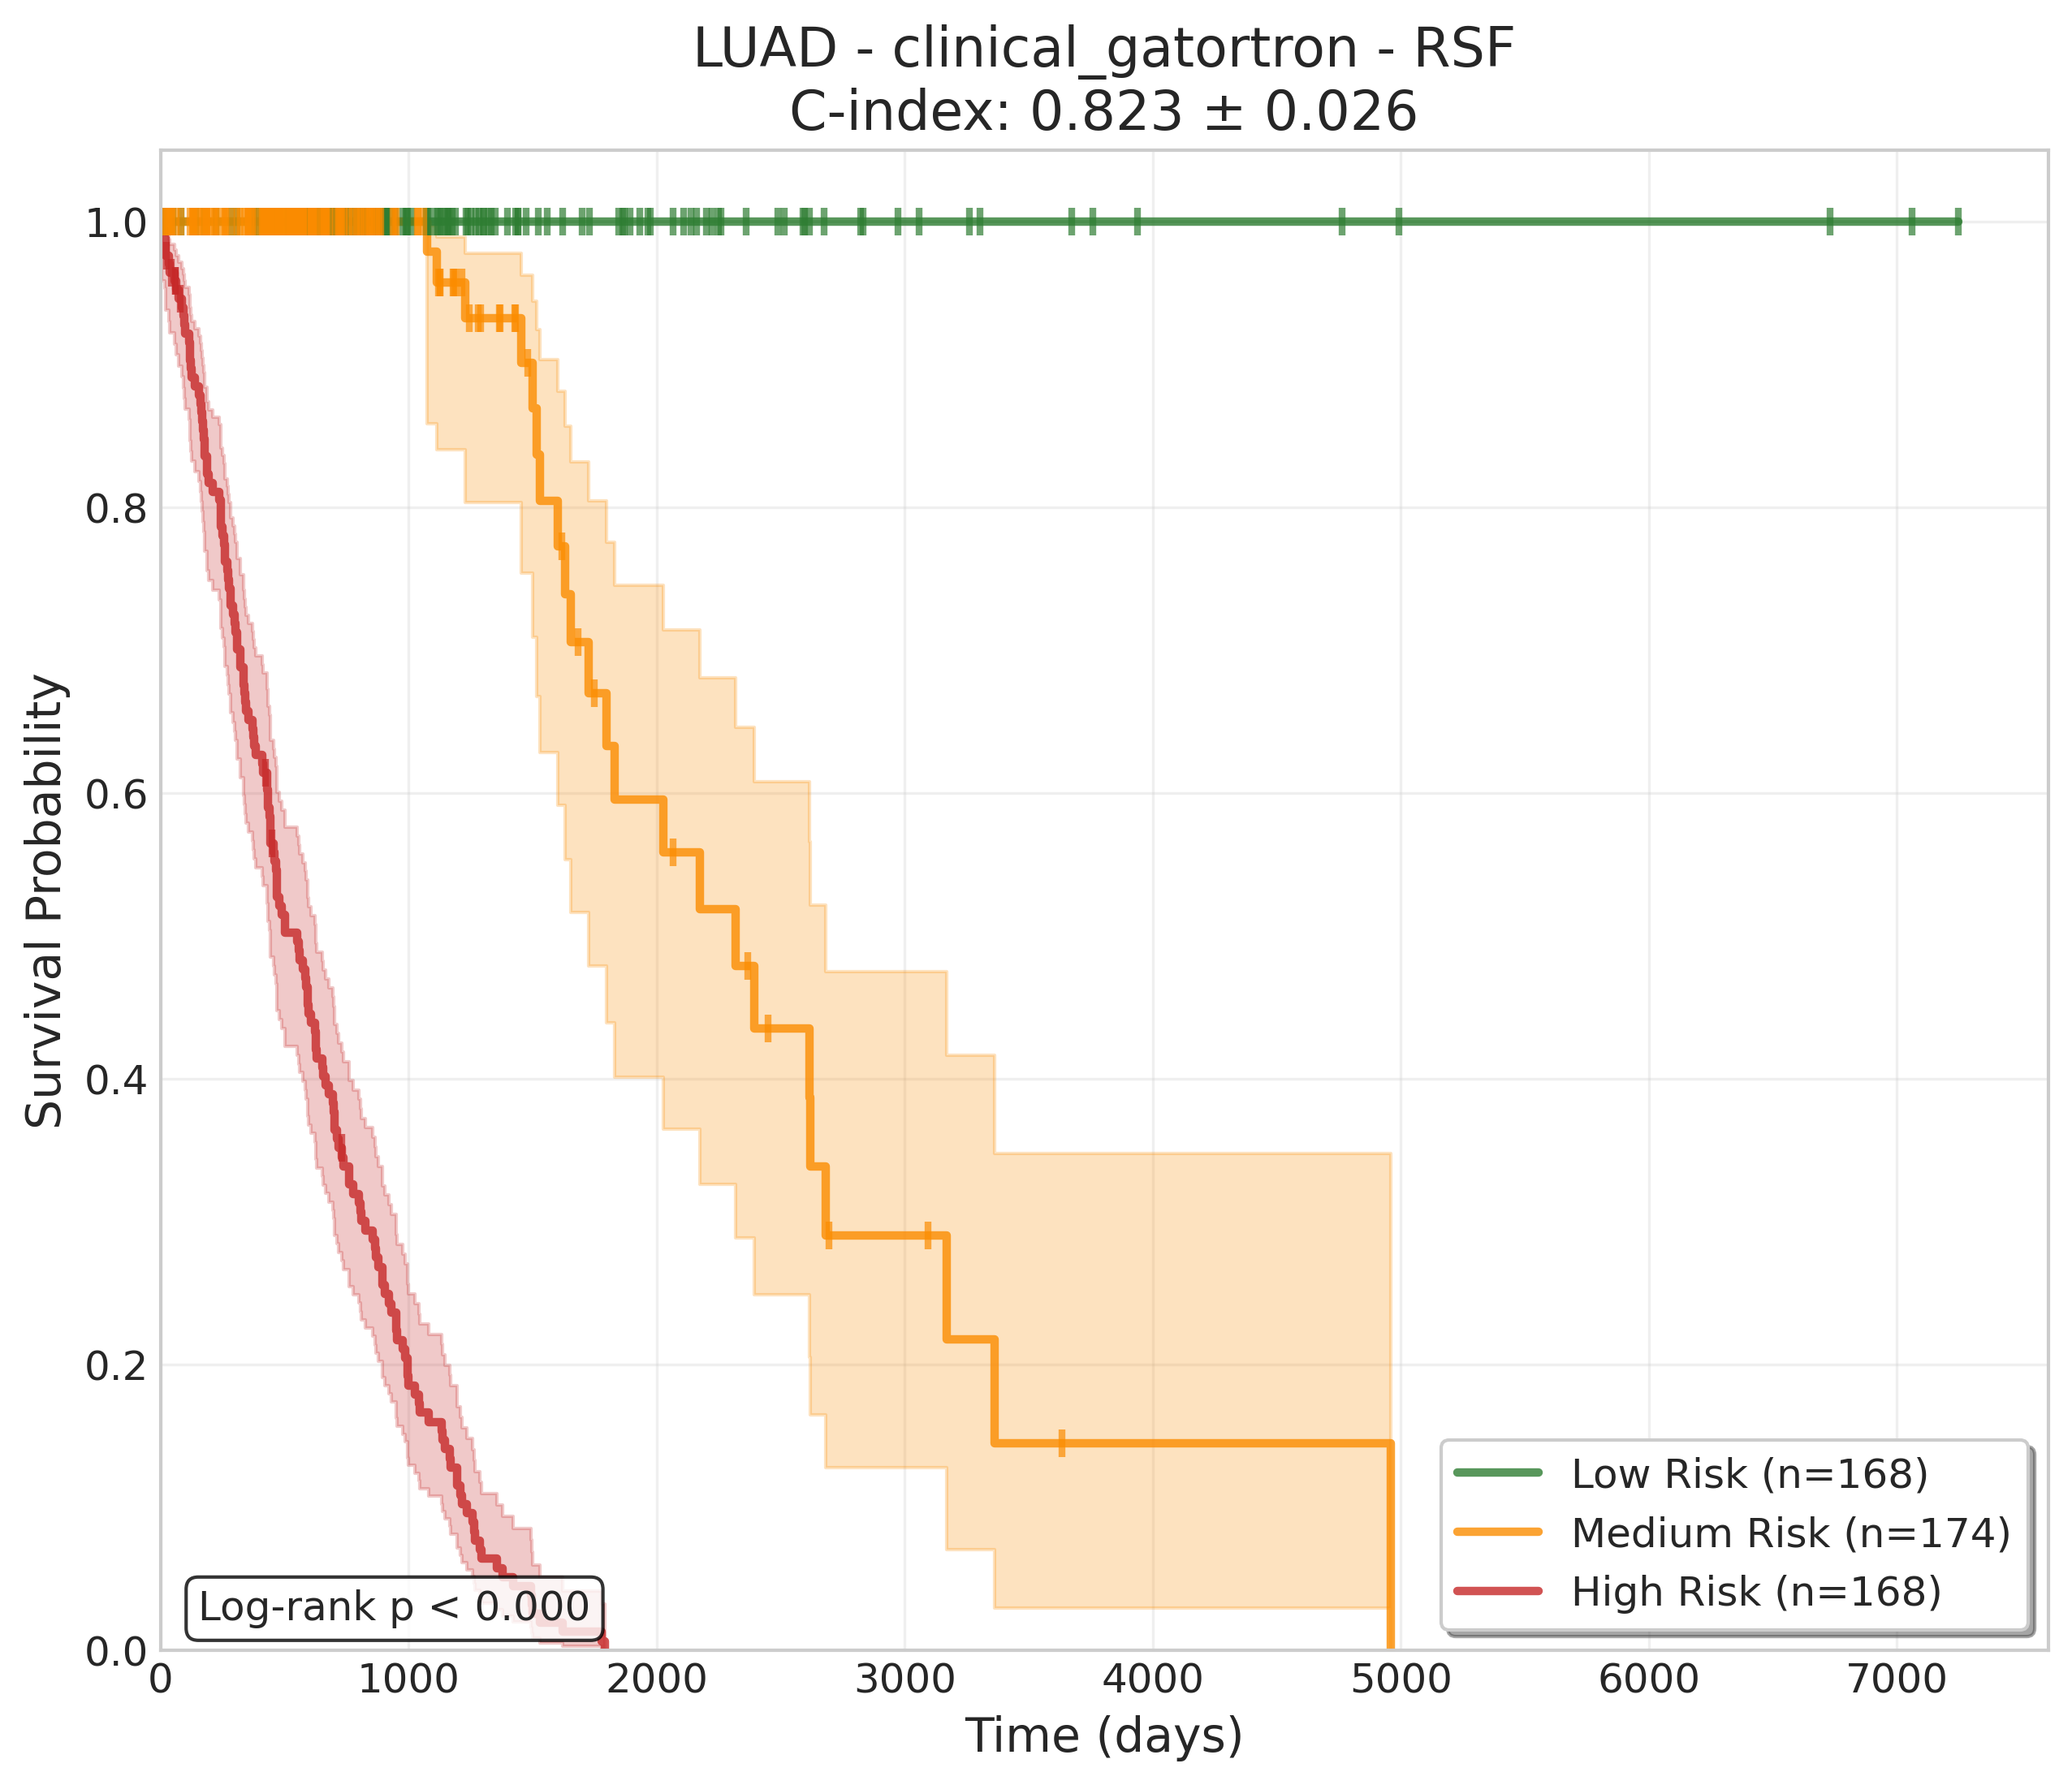 LUAD - clinical_gatortron - RSF
C-index: 0.823 ± 0.026
Survival Probability
1.0
0.8
0.6
0.4
0.2
0.0
Log-rank p < 0.000
Low Risk (n=168)
Medium Risk (n=174)
High Risk (n=168)
0 1000 2000 3000 4000 5000 6000 7000
Time (days)